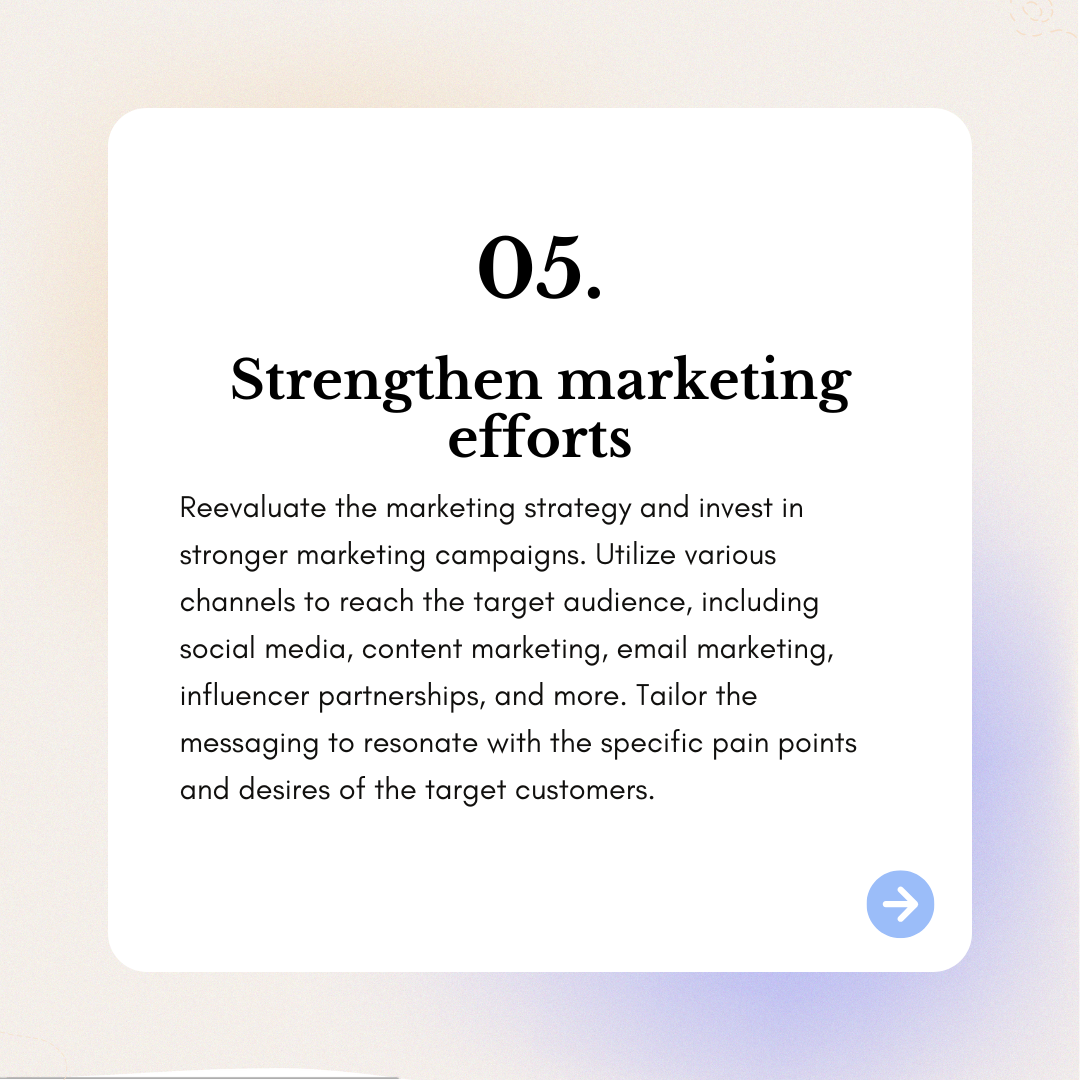 05.
Strengthen marketing
efforts
Reevaluate the marketing strategy and invest in
stronger marketing campaigns. Utilize various
channels to reach the target audience, including
social media, content marketing, email marketing,
influencer partnerships, and more. Tailor the
messaging to resonate with the specific pain points
and desires of the target customers.